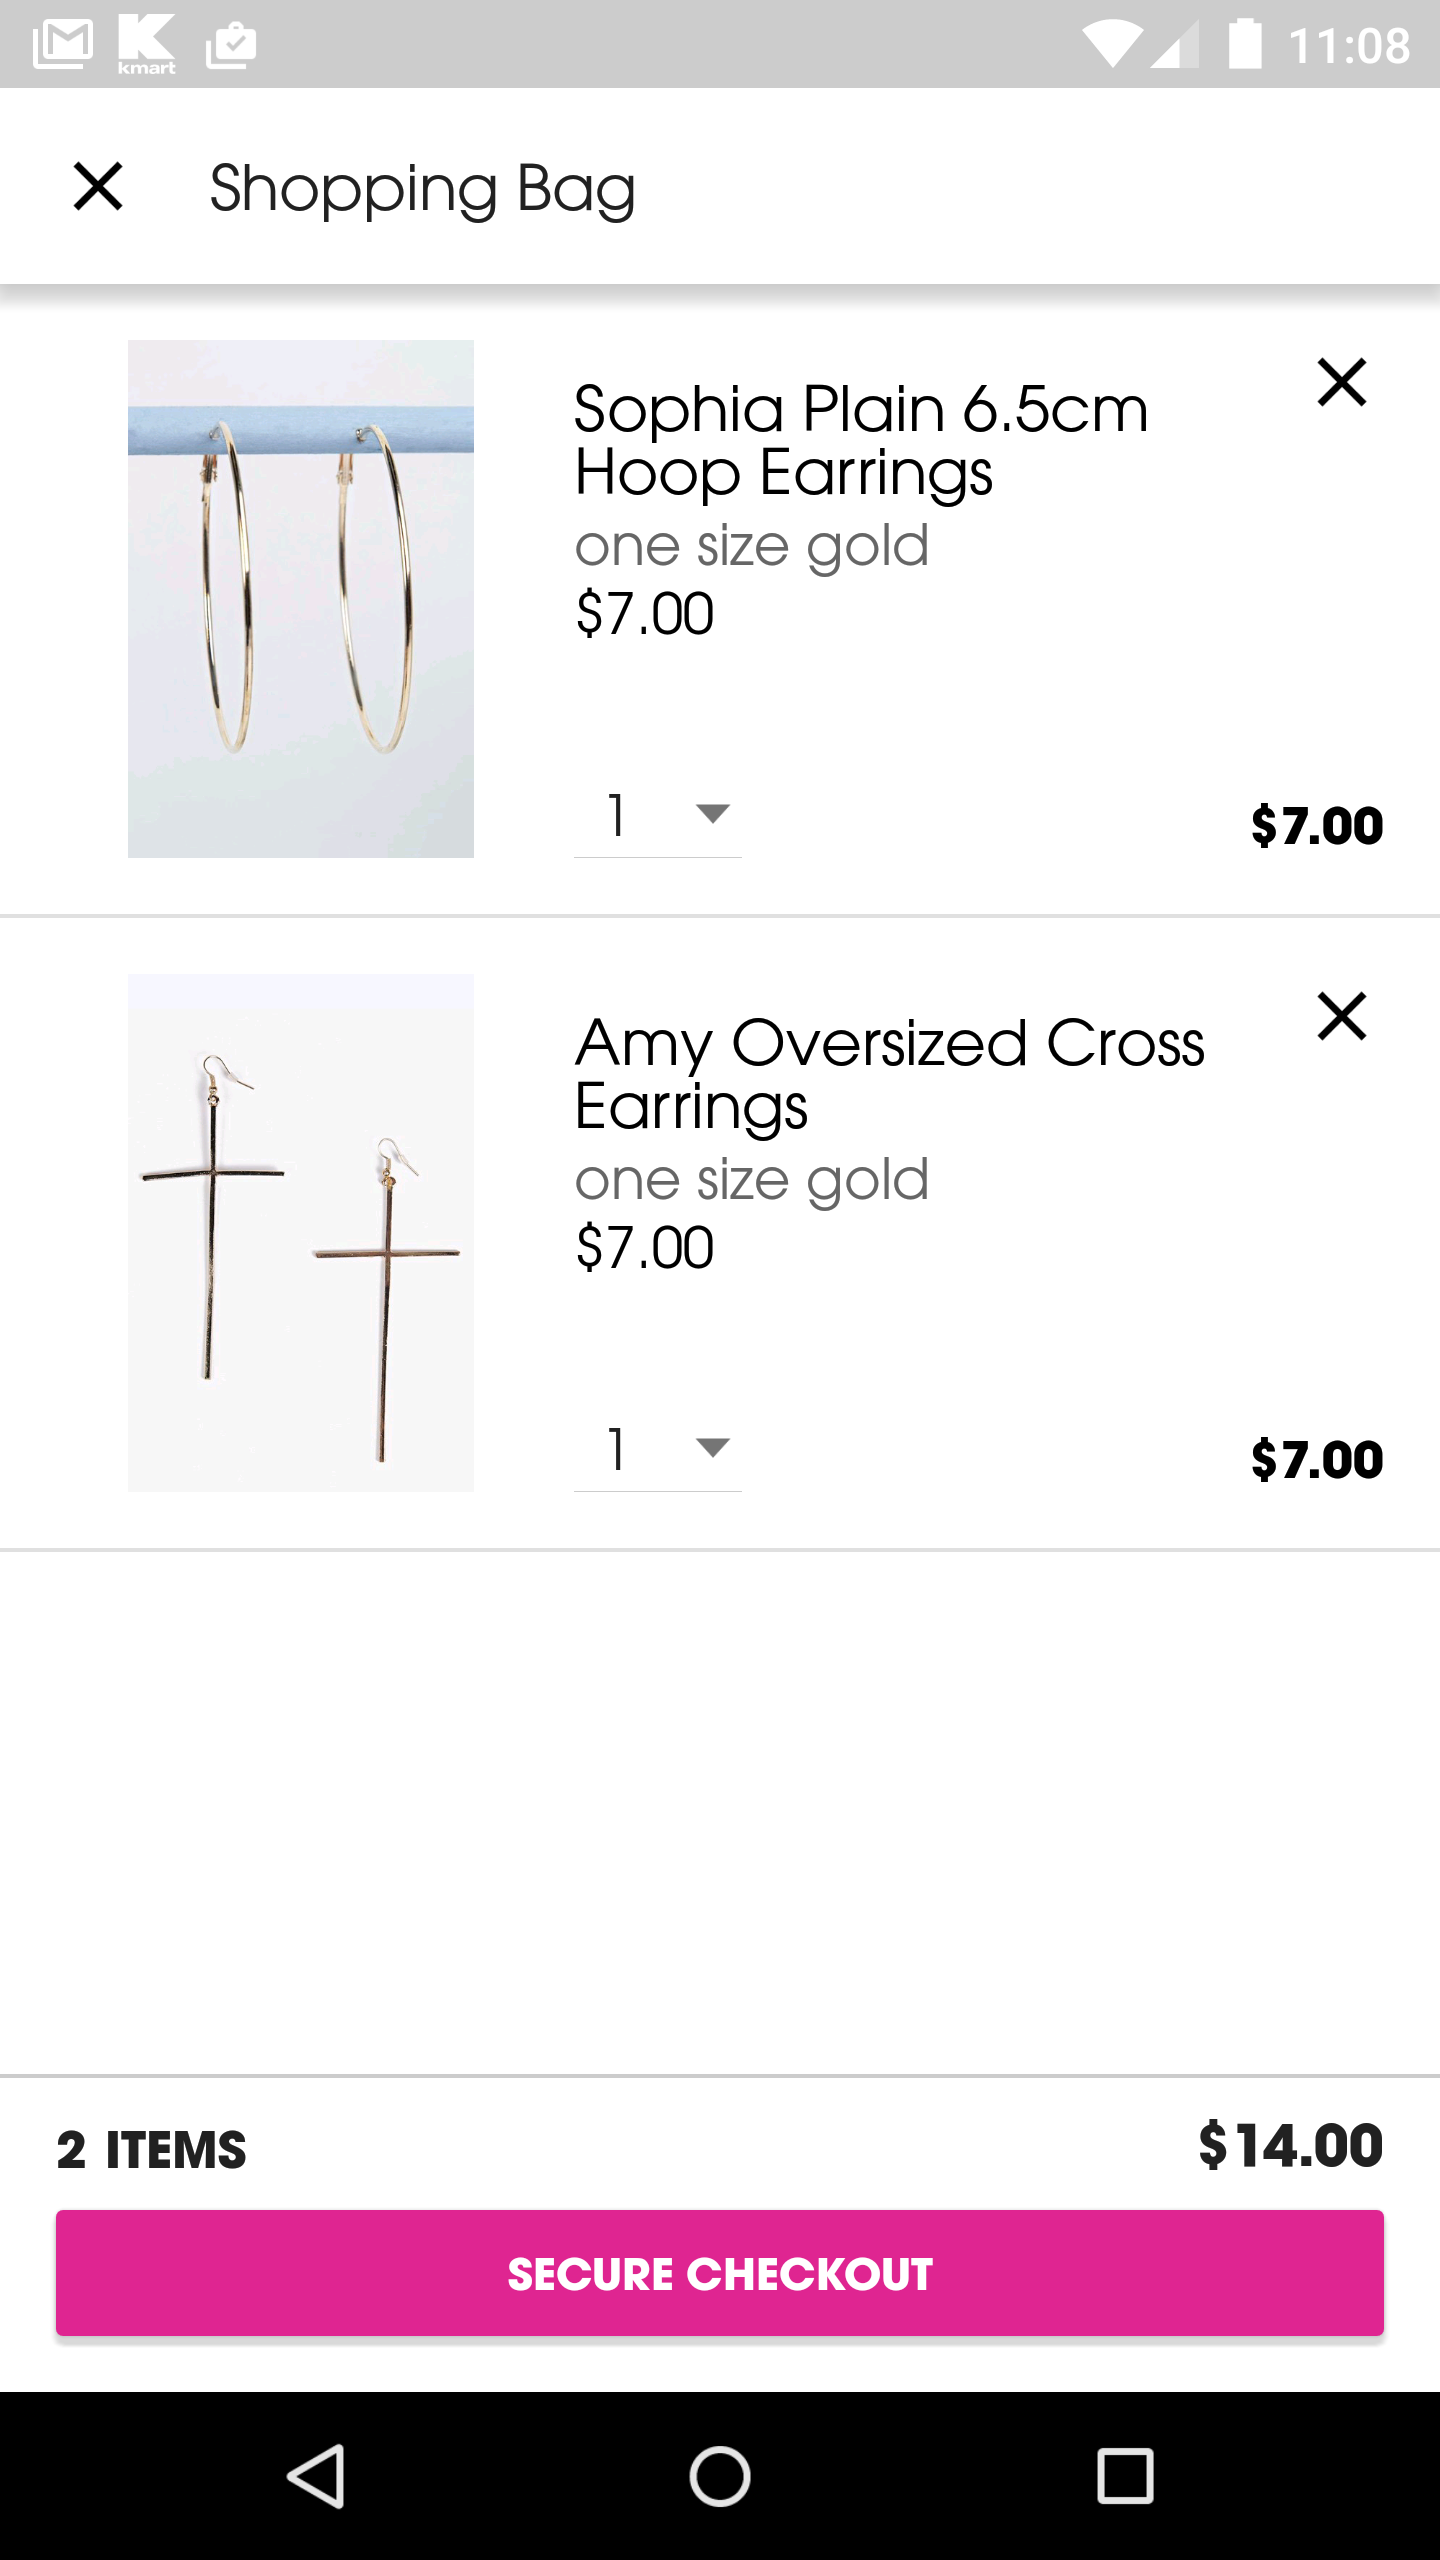 kmart
11:08
Shopping Bag
Sophia Plain 6.5cm
Hoop Earrings
one size gold
$7.00
1
$7.00
Amy Oversized Cross
Earrings
one size gold
$7.00
1
$7.00
2 ITEMS
$14.00
SECURE CHECKOUT